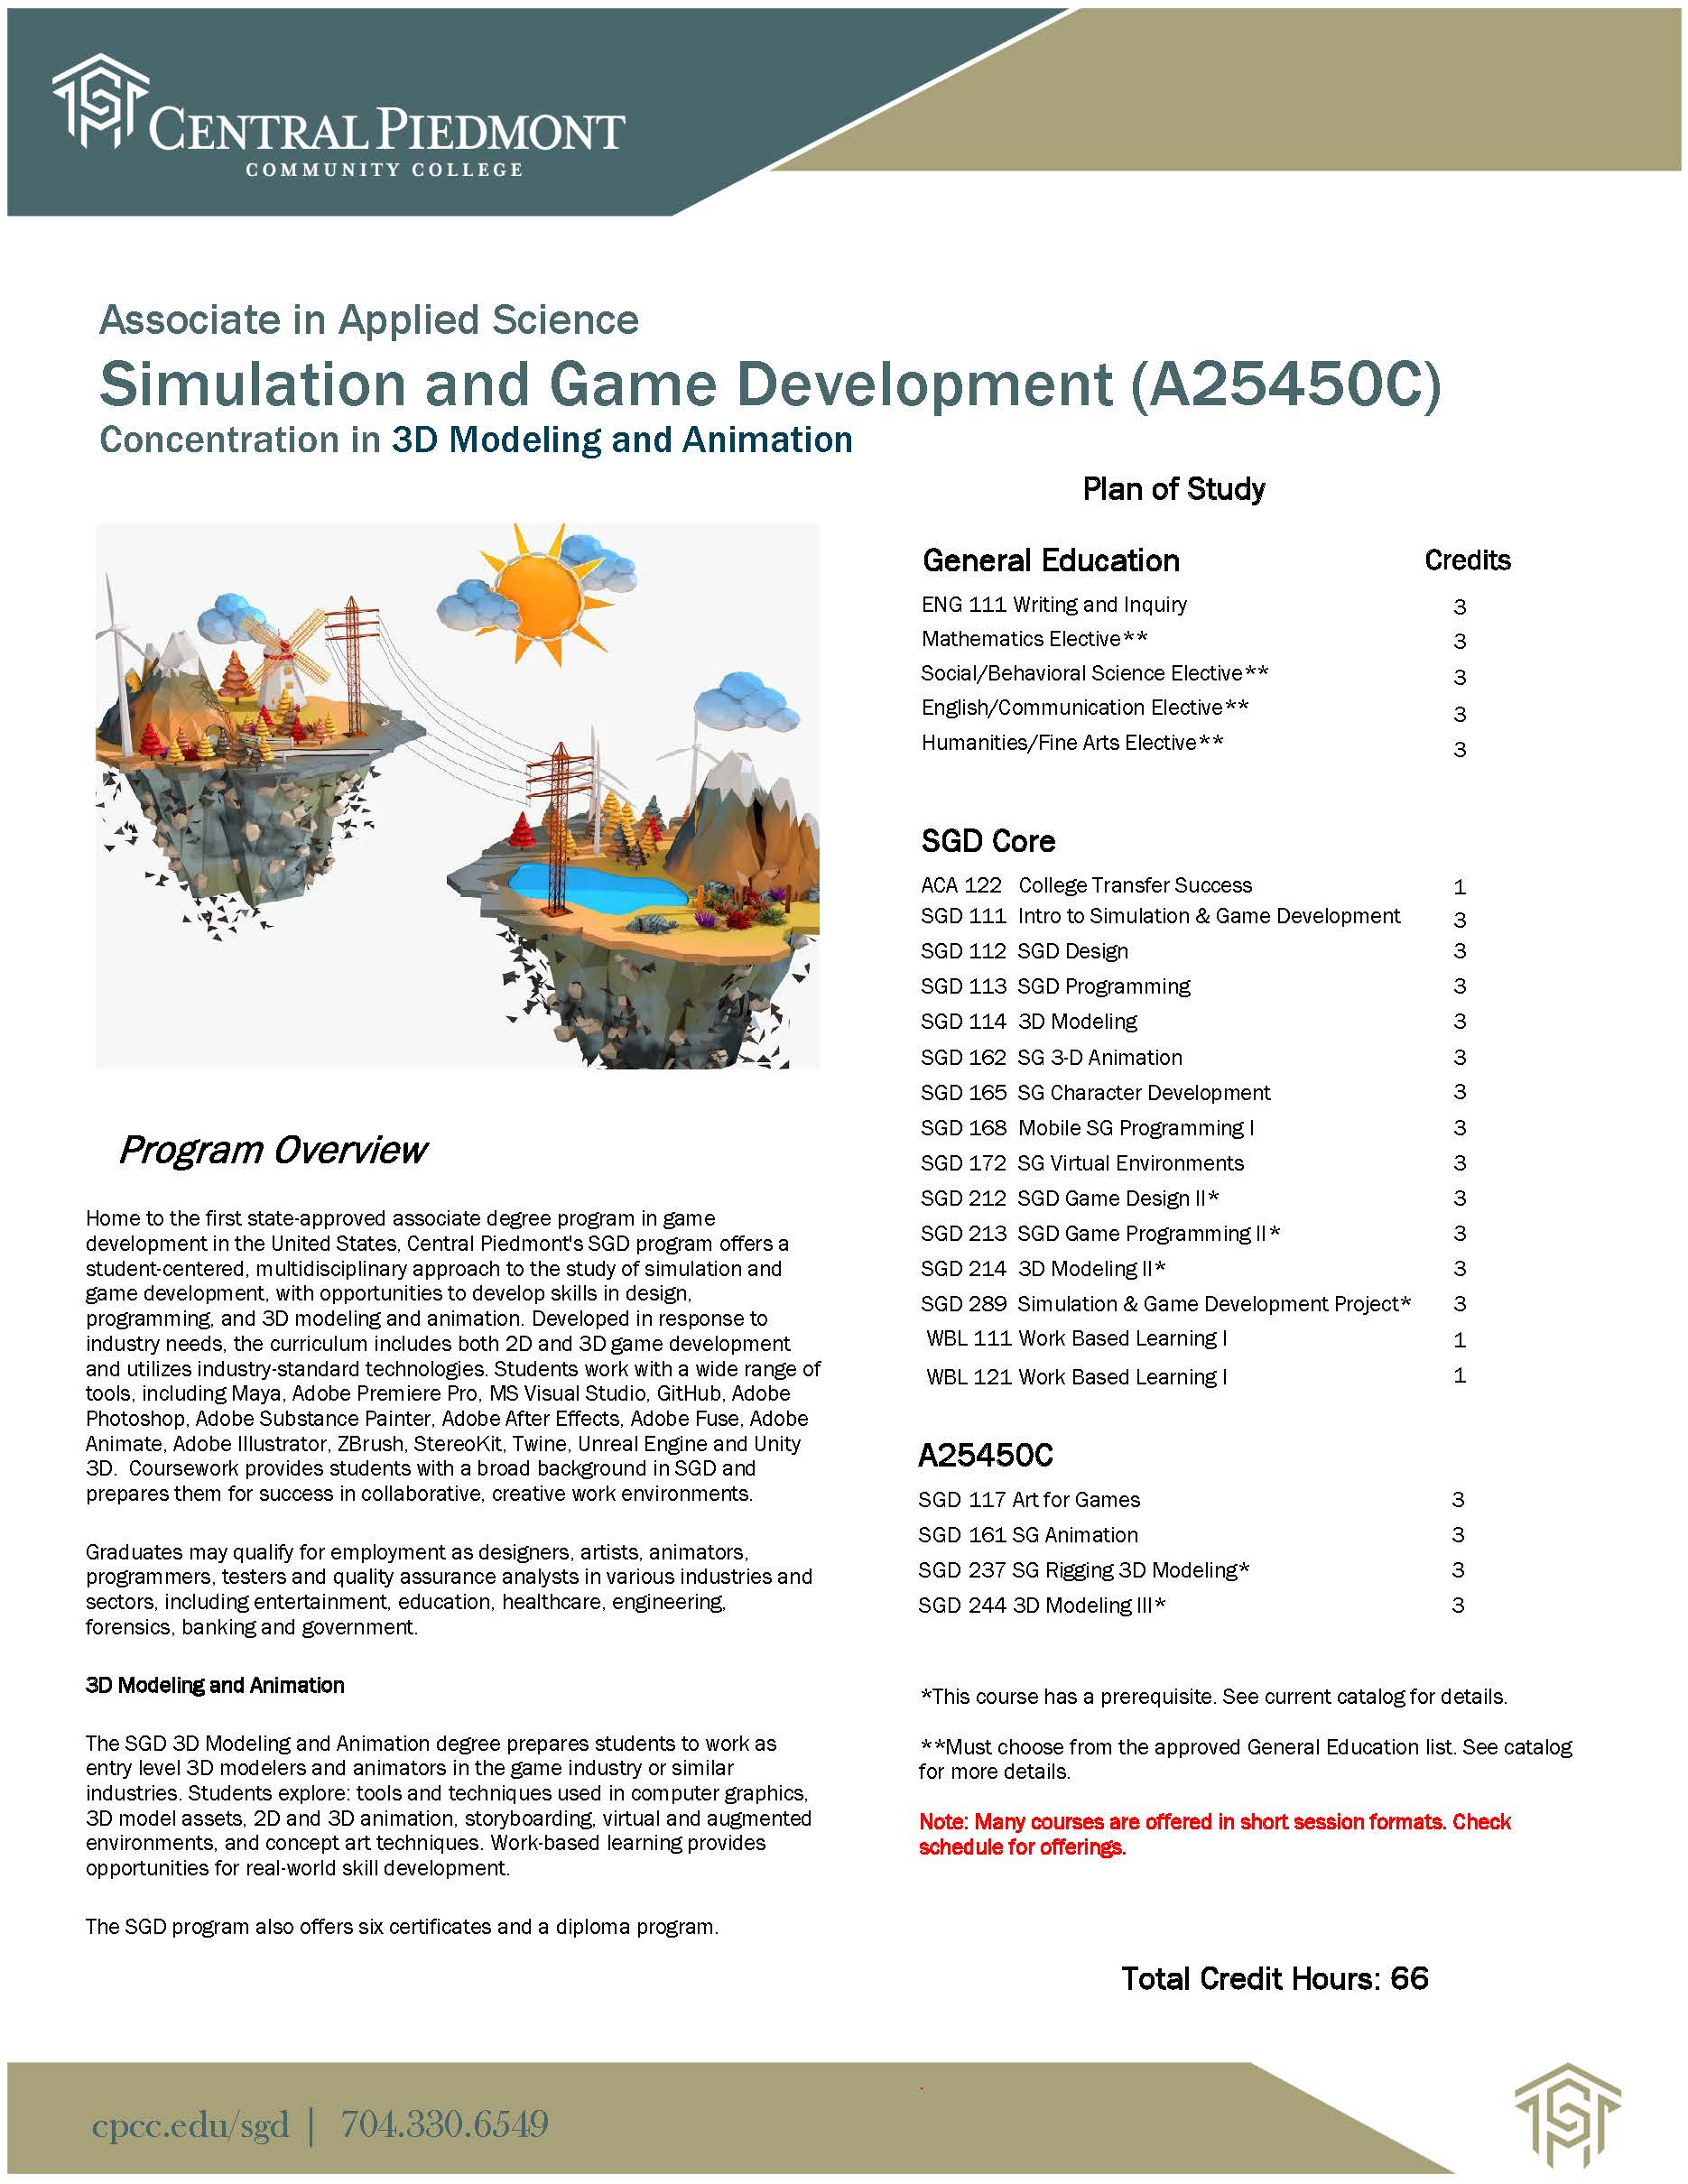 CENTRAL PIEDMONT
COMMUNITY COLLEGE
Associate in Applied Science
Simulation and Game Development (A25450C)
Concentration in 3D Modeling and Animation
Program Overview
Home to the first state-approved associate degree program in game
development in the United States, Central Piedmont's SGD program offers a
student-centered, multidisciplinary approach to the study of simulation and
game development, with opportunities to develop skills in design,
programming, and 3D modeling and animation. Developed in response to
industry needs, the curriculum includes both 2D and 3D game development
and utilizes industry-standard technologies. Students work with a wide range of
tools, including Maya, Adobe Premiere Pro, MS Visual Studio, GitHub, Adobe
Photoshop, Adobe Substance Painter, Adobe After Effects, Adobe Fuse, Adobe
Animate, Adobe Illustrator, ZBrush, StereoKit, Twine, Unreal Engine and Unity
3D. Coursework provides students with a broad background in SGD and
prepares them for success in collaborative, creative work environments.
Graduates may qualify for employment as designers, artists, animators,
programmers, testers and quality assurance analysts in various industries and
sectors, including entertainment, education, healthcare, engineering,
forensics, banking and government.
3D Modeling and Animation
The SGD 3D Modeling and Animation degree prepares students to work as
entry level 3D modelers and animators in the game industry or similar
industries. Students explore: tools and techniques used in computer graphics,
3D model assets, 2D and 3D animation, storyboarding, virtual and augmented
environments, and concept art techniques. Work-based learning provides
opportunities for real-world skill development.
The SGD program also offers six certificates and a diploma program.
Plan of Study
General Education Credits
ENG 111 Writing and Inquiry 3
Mathematics Elective** 3
Social/Behavioral Science Elective** 3
English/Communication Elective** 3
Humanities/Fine Arts Elective** 3
SGD Core
ACA 122 College Transfer Success 1
SGD 111 Intro to Simulation & Game Development 3
SGD 112 SGD Design 3
SGD 113 SGD Programming 3
SGD 114 3D Modeling 3
SGD 162 SG 3-D Animation 3
SGD 165 SG Character Development 3
SGD 168 Mobile SG Programming I 3
SGD 172 SG Virtual Environments 3
SGD 212 SGD Game Design II* 3
SGD 213 SGD Game Programming II* 3
SGD 214 3D Modeling II* 3
SGD 289 Simulation & Game Development Project* 3
WBL 111 Work Based Learning I 1
WBL 121 Work Based Learning I 1
A25450C
SGD 117 Art for Games 3
SGD 161 SG Animation 3
SGD 237 SG Rigging 3D Modeling* 3
SGD 244 3D Modeling III* 3
*This course has a prerequisite. See current catalog for details.
**Must choose from the approved General Education list. See catalog
for more details.
Note: Many courses are offered in short session formats. Check
schedule for offerings.
Total Credit Hours: 66
cpcc.edu/sgd | 704.330.6549